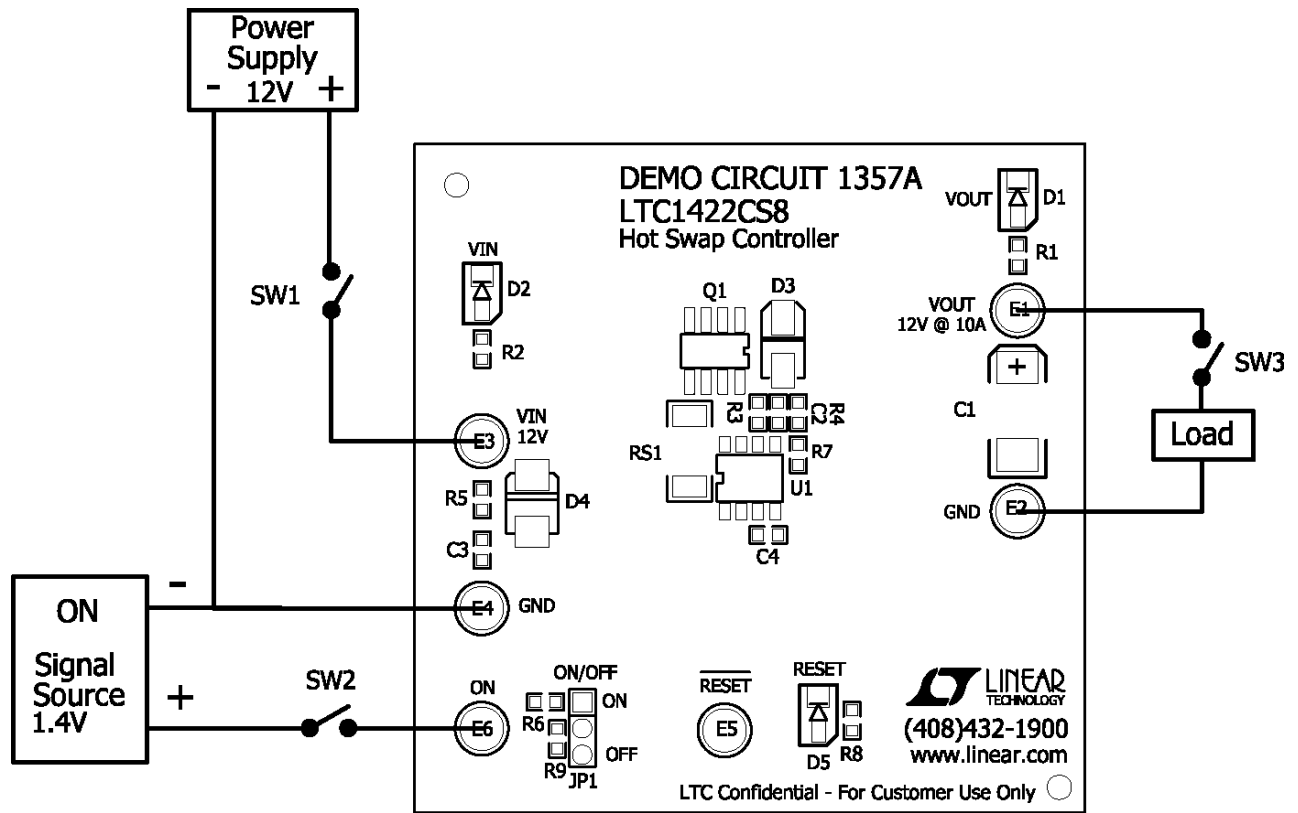 Power
Supply
- 12V +
SW1
DEMO CIRCUIT 1357A
LTC1422CS8
Hot Swap Controller
VIN
D2
R2
Q1
D3
VOUT
D1
R1
VOUT
12V @ 10A
E1
SW3
Load
+
C1
E2
GND
VIN
12V
E3
R5
D4
C3
RS1
R3
C2
R4
R7
U1
C4
E4
GND
ON
Signal
Source
1.4V
-
+
SW2
ON
E6
ON/OFF
ON
OFF
R6
R9
JP1
RESET
E5
RESET
D5
R8
LT LINEAR
TECHNOLOGY
(408)432-1900
www.linear.com
LTC Confidential - For Customer Use Only